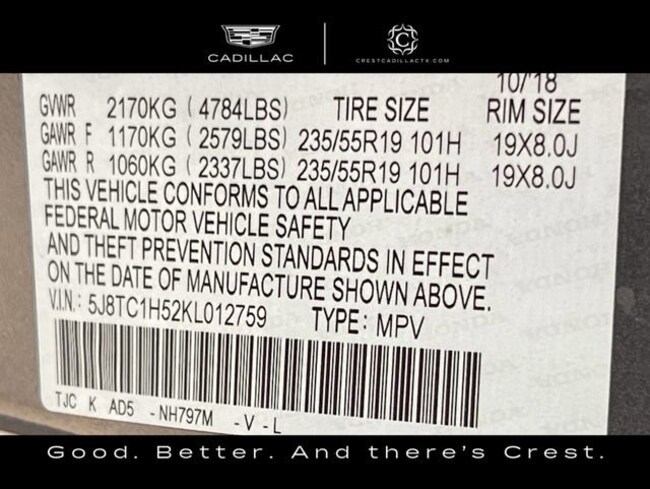 CADILLAC
C
CRESTCADILLACTX.COM
10/'18
GVWR 2170KG ( 4784LBS) TIRE SIZE RIM SIZE
GAWR F 1170KG ( 2579LBS) 235/55R19 101H 19X8.0J
GAWR R 1060KG ( 2337LBS) 235/55R19 101H 19X8.0J
THIS VEHICLE CONFORMS TO ALL APPLICABLE
FEDERAL MOTOR VEHICLE SAFETY
AND THEFT PREVENTION STANDARDS IN EFFECT
ON THE DATE OF MANUFACTURE SHOWN ABOVE.
V.I.N.: 5J8TC1H52KL012759 TYPE: MPV
TJC K AD5 -NH797M -V-L
Good. Better. And there's Crest.